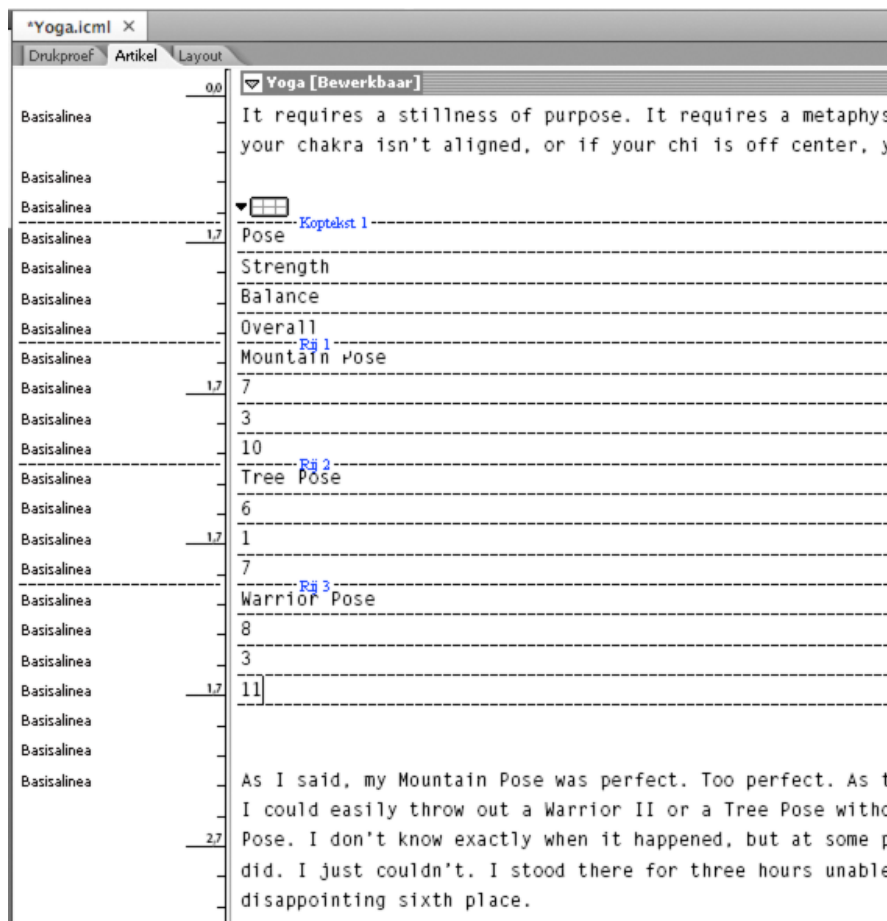 *Yoga.icml ×
Drukproef Artikel Layout
0,0 Yoga [Bewerkbaar]
Basisalinea It requires a stillness of purpose. It requires a
your chakra isn't aligned, or if your chi is off center,
Basisalinea
Basisalinea
Koptekst 1
Basisalinea 1,7 Pose
Basisalinea Strength
Basisalinea Balance
Basisalinea Overall
Rij 1
Basisalinea Mountain Pose
Basisalinea 1,7 7
Basisalinea 3
Basisalinea 10
Rij 2
Basisalinea Tree Pose
Basisalinea 6
Basisalinea 1,7 1
Basisalinea 7
Rij 3
Basisalinea Warrior Pose
Basisalinea 8
Basisalinea 3
Basisalinea 1,7 11
Basisalinea
Basisalinea
Basisalinea As I said, my Mountain Pose was perfect. Too perfect. As
I could easily throw out a Warrior II or a Tree Pose
2,7 Pose. I don't know exactly when it happened, but at some
did. I just couldn't. I stood there for three hours unable
disappointing sixth place.